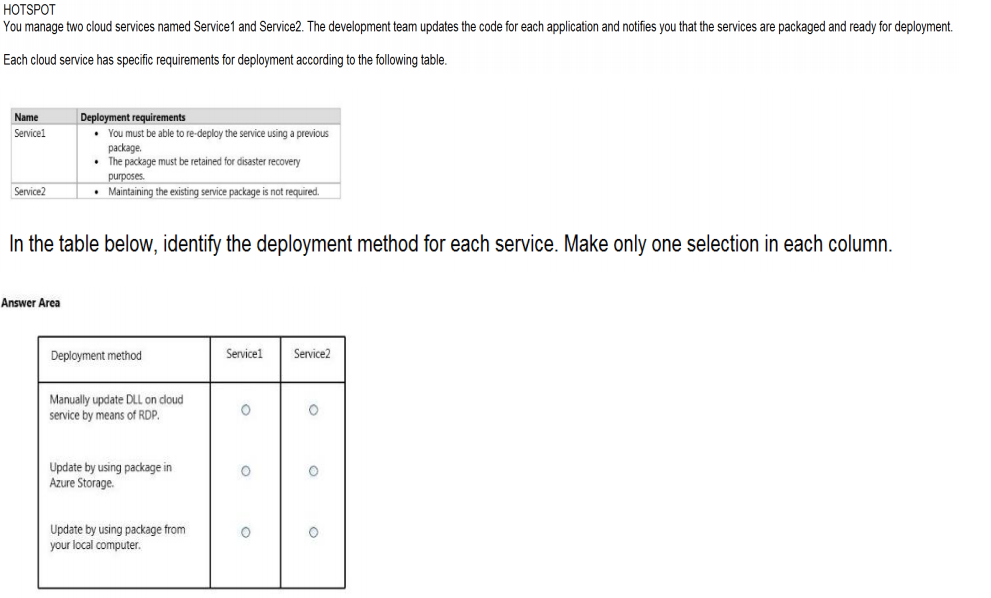 HOTSPOT
You manage two cloud services named Service1 and Service2. The development team updates the code for each application and notifies you that the services are packaged and ready for deployment.
Each cloud service has specific requirements for deployment according to the following table.
Name Deployment requirements
Service1 • You must be able to re-deploy the service using a previous
package.
• The package must be retained for disaster recovery
purposes.
Service2 • Maintaining the existing service package is not required.
In the table below, identify the deployment method for each service. Make only one selection in each column.
Answer Area
Deployment method Service1 Service2
Manually update DLL on cloud
service by means of RDP.
Update by using package in
Azure Storage.
Update by using package from
your local computer.